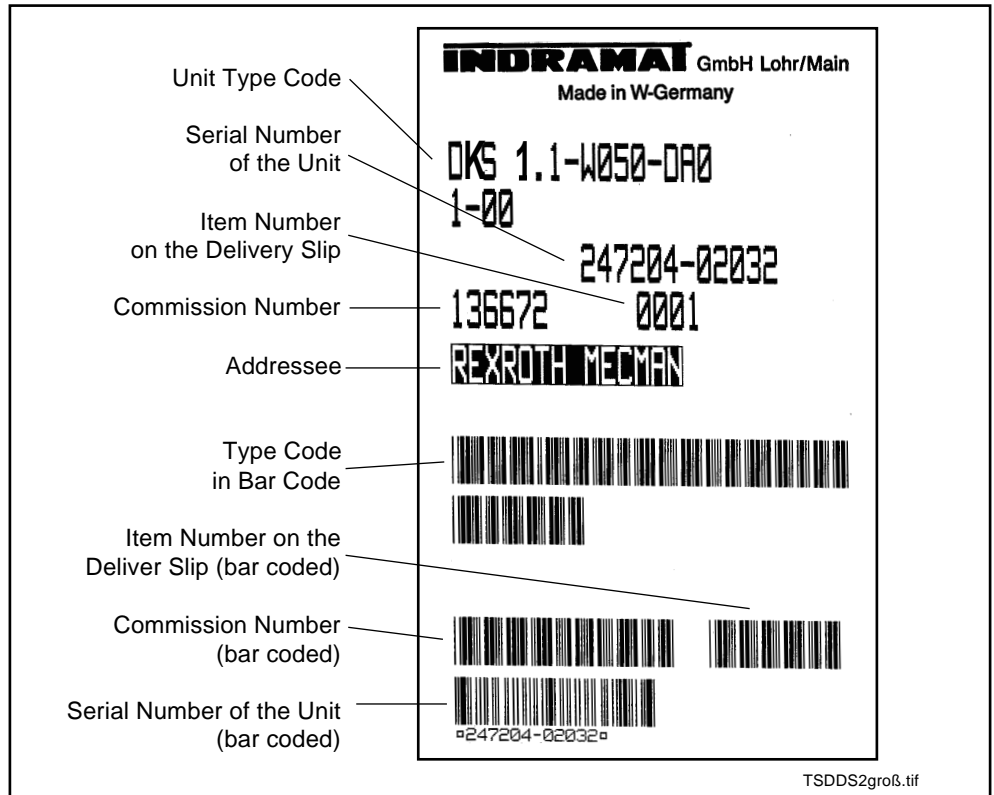 INDRAMAT GmbH Lohr/Main
Made in W-Germany
Unit Type Code
DKS 1.1-W050-DA0
1-00
Serial Number
of the Unit
247204-02032
Item Number
on the Delivery Slip
0001
Commission Number
136672
Addressee
REXROTH MECMAN
Type Code
in Bar Code
Item Number on the
Deliver Slip (bar coded)
Commission Number
(bar coded)
Serial Number of the Unit
(bar coded)
¤247204-02032¤
TSDDS2groß.tif